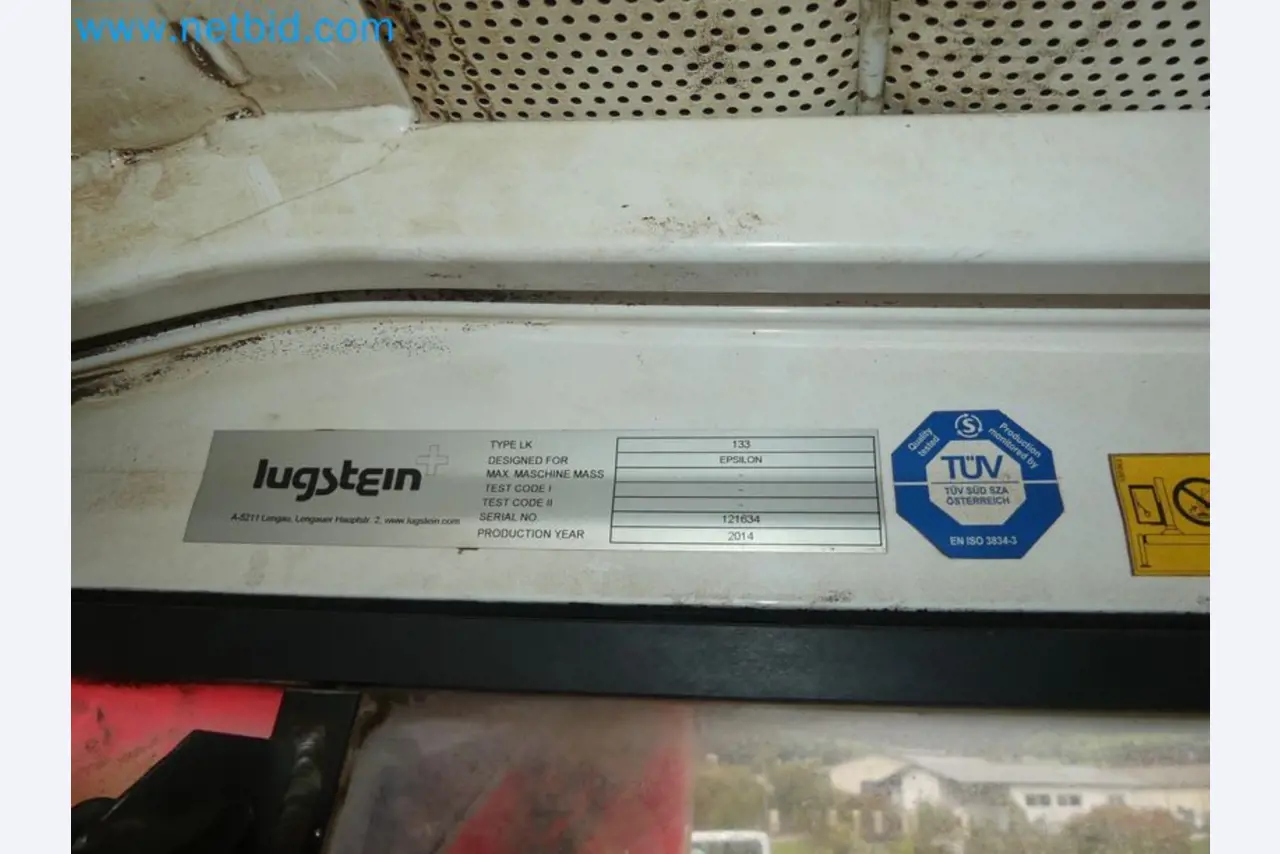 www.netbid.com
lugstein
A-5211 Lengau, Lengauer Hauptstr. 2, www.lugstein.com
TYPE LK 133
DESIGNED FOR EPSILON
MAX. MASCHINE MASS -
TEST CODE I -
TEST CODE II -
SERIAL NO. 121634
PRODUCTION YEAR 2014
Quality tested
Production monitored by
TÜV
TÜV SÜD SZA
ÖSTERREICH
EN ISO 3834-3